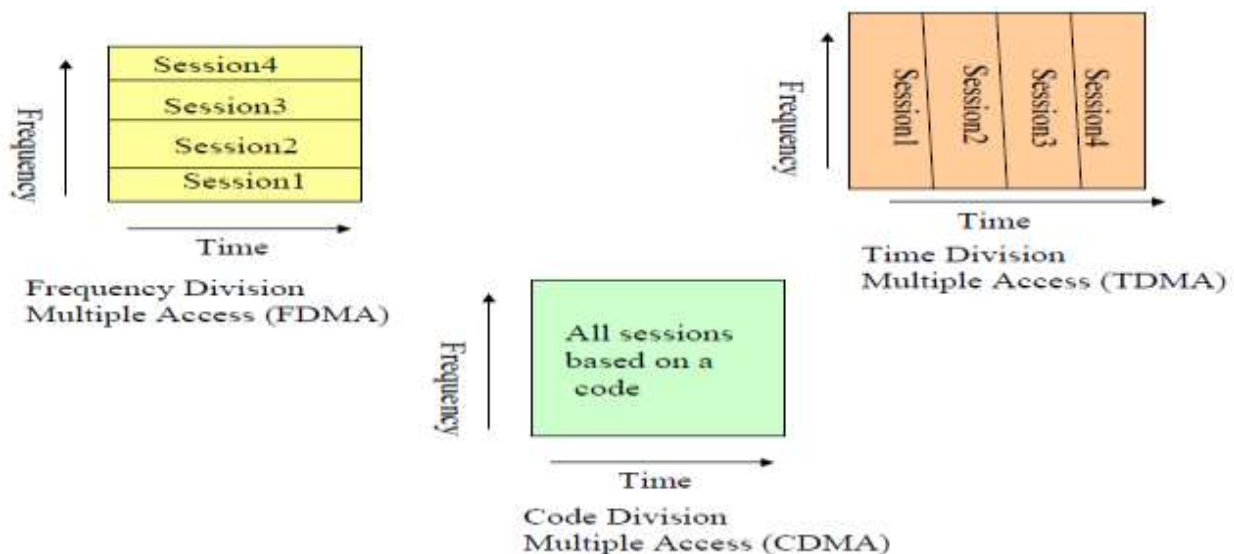 Session4
Session3
Session2
Session1
Frequency
Time
Frequency Division
Multiple Access (FDMA)
Session1
Session2
Session3
Session4
Frequency
Time
Time Division
Multiple Access (TDMA)
All sessions
based on a
code
Frequency
Time
Code Division
Multiple Access (CDMA)